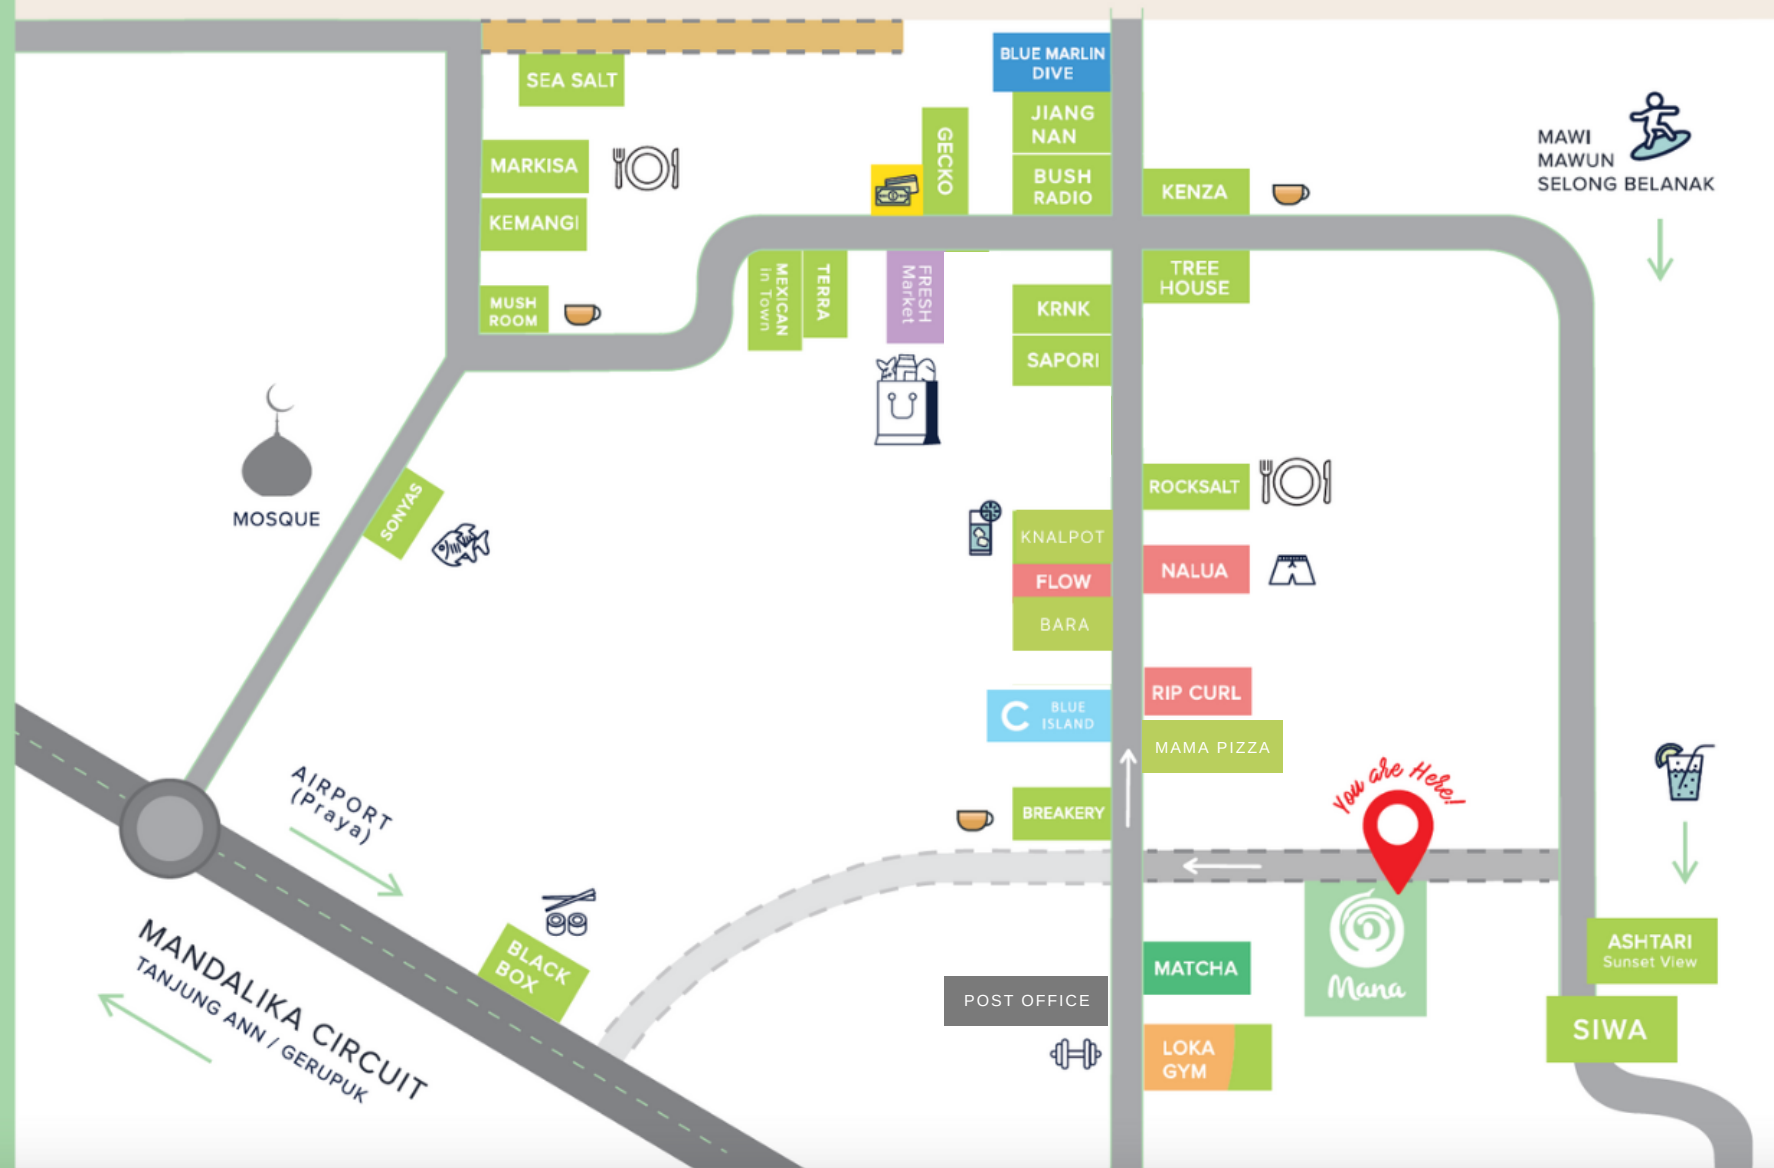 BLUE MARLIN
DIVE
SEA SALT
JIANG
NAN
GECKO
MARKISA
BUSH
RADIO
KENZA
MAWI
MAWUN
SELONG BELANAK
KEMANGI
MUSH
ROOM
MEXICAN
in Town
TERRA
FRESH
Market
TREE
HOUSE
KRNK
SAPORI
MOSQUE
SONYAS
ROCKSALT
KNALPOT
FLOW
BARA
NALUA
RIP CURL
C BLUE
ISLAND
MAMA PIZZA
BREAKERY
You are Here!
AIRPORT
(Praya)
MANDALIKA CIRCUIT
TANJUNG ANN / GERUPUK
BLACK
BOX
MATCHA
Mana
ASHTARI
Sunset View
POST OFFICE
SIWA
LOKA
GYM